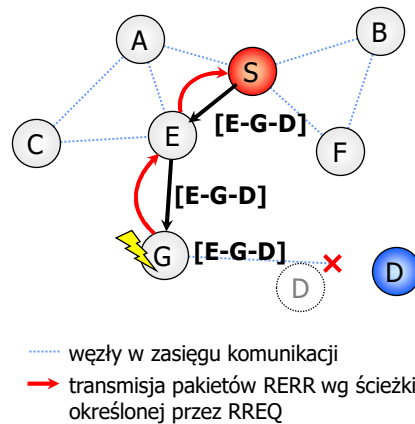 A
B
S
C
E
[E-G-D]
F
[E-G-D]
G
[E-G-D]
D
D
węzły w zasięgu komunikacji
transmisja pakietów RERR wg ścieżki
określonej przez RREQ